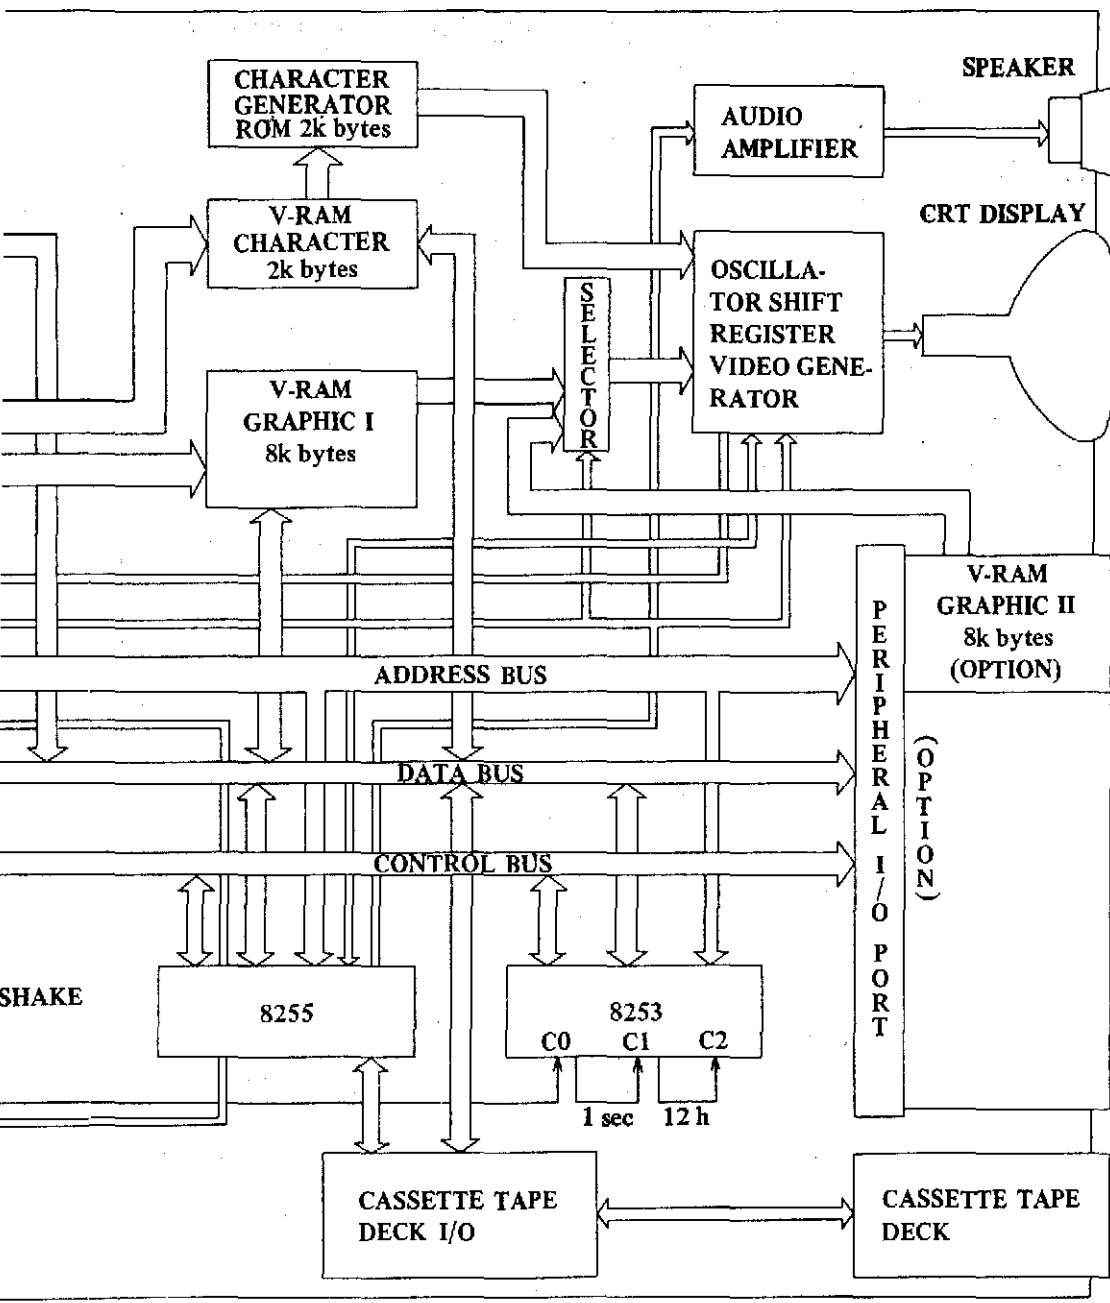 CHARACTER
GENERATOR
ROM 2k bytes
SPEAKER
AUDIO
AMPLIFIER
V-RAM
CHARACTER
2k bytes
CRT DISPLAY
OSCILLA-
TOR SHIFT
REGISTER
VIDEO GENE-
RATOR
SELECTOR
V-RAM
GRAPHIC I
8k bytes
V-RAM
GRAPHIC II
8k bytes
(OPTION)
PERIPHERAL I/O PORT
(OPTION)
ADDRESS BUS
DATA BUS
CONTROL BUS
SHAKE
8255
8253
C0 C1 C2
1 sec 12 h
CASSETTE TAPE
DECK I/O
CASSETTE TAPE
DECK